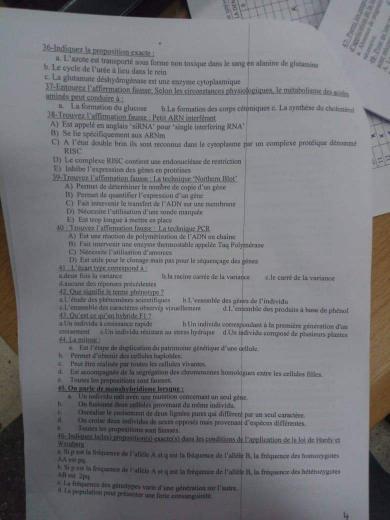 36-Indiquez la proposition exacte :
a. L'azote est transporté sous forme non toxique dans le sang en alanine de glutamine
b. Le cycle de l'urée à lieu dans le rein
c. La glutamate déshydrogénase est une enzyme cytoplasmique
37-Entourez l'affirmation fausse. Selon les circonstances physiologiques, le métabolisme des acides
aminés peut conduire à :
a. La formation du glucose b.La formation des corps cétoniques c. La synthèse du cholestérol
38-Trouvez l'affirmation fausse : Petit ARN interférent
A) Est appelé en anglais 'siRNA' pour 'single interfering RNA'
B) Se lie spécifiquement aux ARNm
C) A l'état double brin ils sont reconnus dans le cytoplasme par un complexe protéique dénommé
RISC
D) Le complexe RISC contient une endonucléase de restriction
E) Inhibe l'expression des gènes en protéines
39-Trouvez l'affirmation fausse : La technique 'Northern Blot'
A) Permet de déterminer le nombre de copie d'un gène
B) Permet de quantifier l'expression d'un gène
C) Fait intervenir le transfert de l'ADN sur une membrane
D) Nécessite l'utilisation d'une sonde marquée
E) Est trop longue à mettre en place
40 : Trouvez l'affirmation fausse : La technique PCR
A) Est une réaction de polymérisation de l'ADN en chaine
B) Fait intervenir une enzyme thermostable appelée Taq Polymérase
C) Nécessite l'utilisation d'amorces
D) Est utile pour le clonage mais pas pour le séquençage des gènes
41 . L'écart type correspond à :
a.deux fois la variance b.la racine carrée de la variance c.le carré de la variance
d.aucune des réponses précédentes
42. Que signifie le terme phénotype ?
a.L'étude des phénomènes scientifiques b.L'ensemble des gènes de l'individu
c.L'ensemble des caractères observés visuellement d.L'ensemble des produits à base de phénol
43. Qu'est ce qu'un hybride F1 ?
a.Un individu à croissance rapide b.Un individu correspondant à la première génération d'un
croisement c.Un individu résistant au stress hydrique d.Un individu composé de plusieurs plantes
44. La mitose :
a. Est l'étape de duplication du patrimoine génétique d'une cellule.
b. Permet d'obtenir des cellules haploïdes.
c. Peut être réalisée par toutes les cellules vivantes.
d. Est accompagnée de la ségrégation des chromosomes homologues entre les cellules filles.
e. Toutes les propositions sont fausses.
45. On parle de monohybridisme lorsque :
a. Un individu naît avec une mutation concernant un seul gène.
b. On fusionne deux cellules provenant du même individu.
c. On réalise le croisement de deux lignées pures qui diffèrent par un seul caractère.
d. On croise deux individus de sexes opposés mais provenant d'espèces différentes.
e. Toutes les propositions sont fausses.
46- Indiquez la(les) proposition(s) exacte(s) dans les conditions de l'application de la loi de Hardy et
Weinberg
a. Si p est la fréquence de l'allèle A et q est la fréquence de l'allèle B, la fréquence des homozygotes
AA est pq.
b. Si p est la fréquence de l'allèle A et q est la fréquence de l'allèle B, la fréquence des hétérozygotes
AB est 2pq
c. La fréquence des génotypes varie d'une génération sur l'autre.
d. La population peut présenter une forte consanguinité.
4